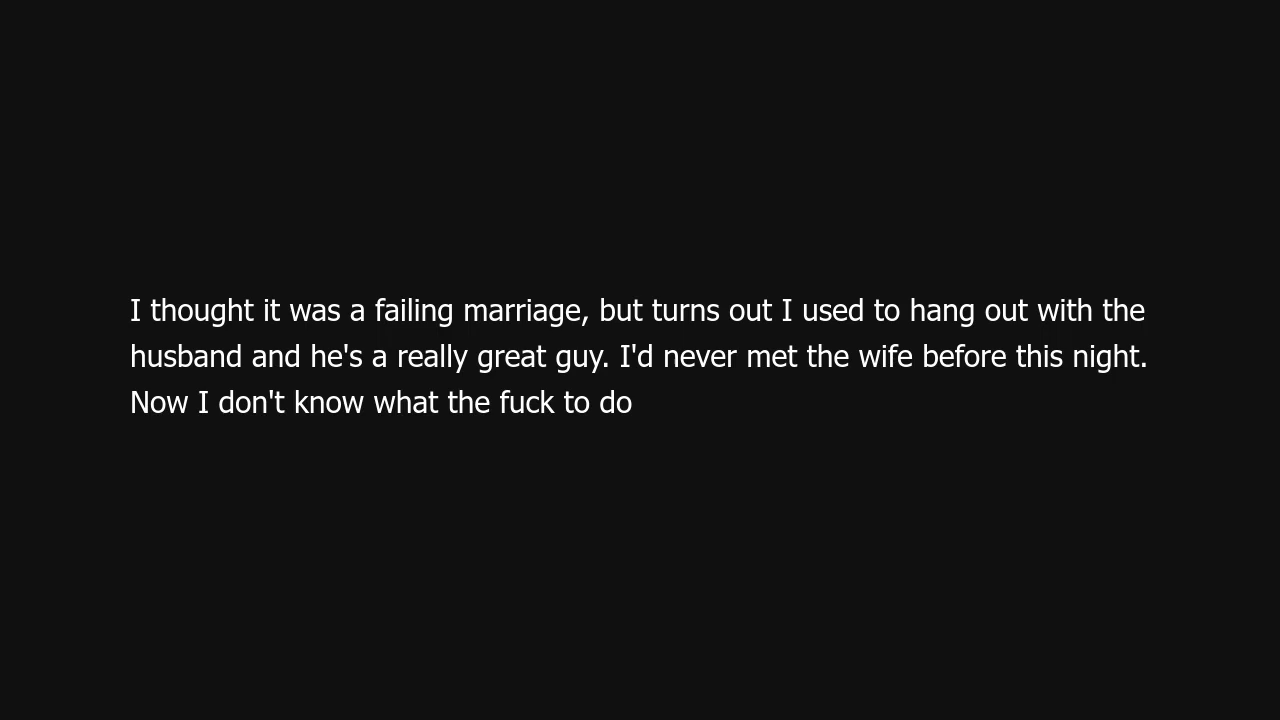 I thought it was a failing marriage, but turns out I used to hang out with the
husband and he's a really great guy. I'd never met the wife before this night.
Now I don't know what the fuck to do